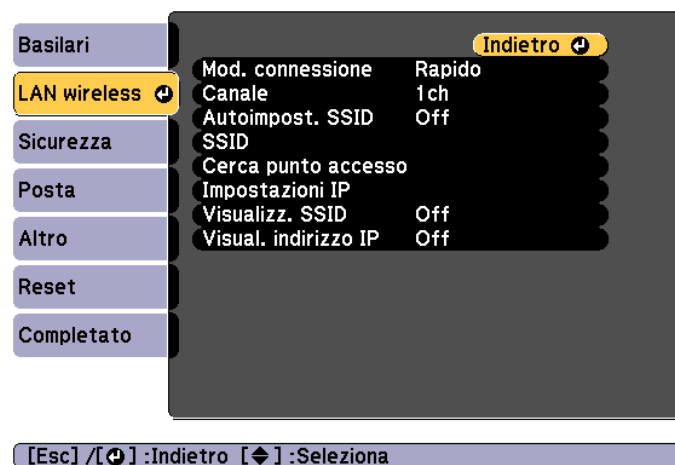 Basilari
LAN wireless
Sicurezza
Posta
Altro
Reset
Completato
Indietro
Mod. connessione Rapido
Canale 1ch
Autoimpost. SSID Off
SSID
Cerca punto accesso
Impostazioni IP
Visualizz. SSID Off
Visual. indirizzo IP Off
[Esc] /[⏎] :Indietro [◆] :Seleziona